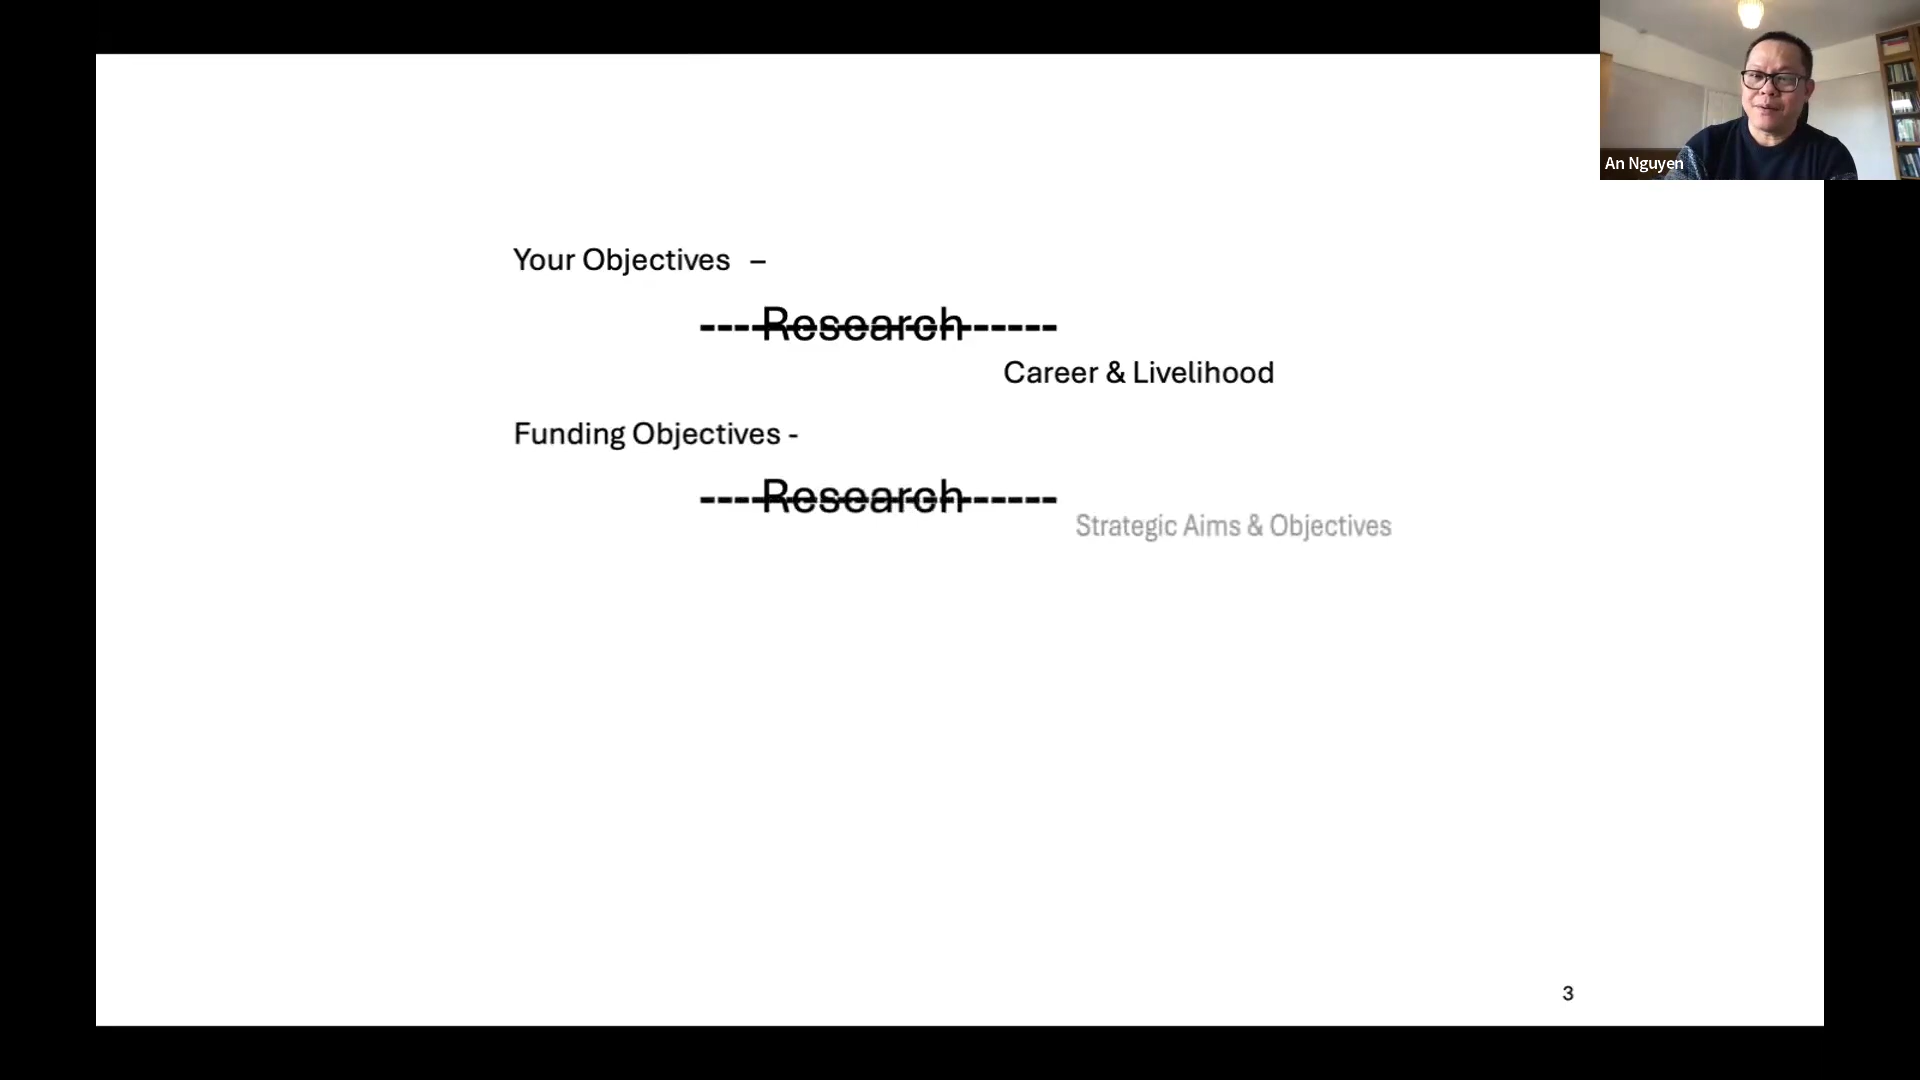 An Nguyen
Your Objectives –
----Research------
Career & Livelihood
Funding Objectives -
----Research------
Strategic Aims & Objectives
3